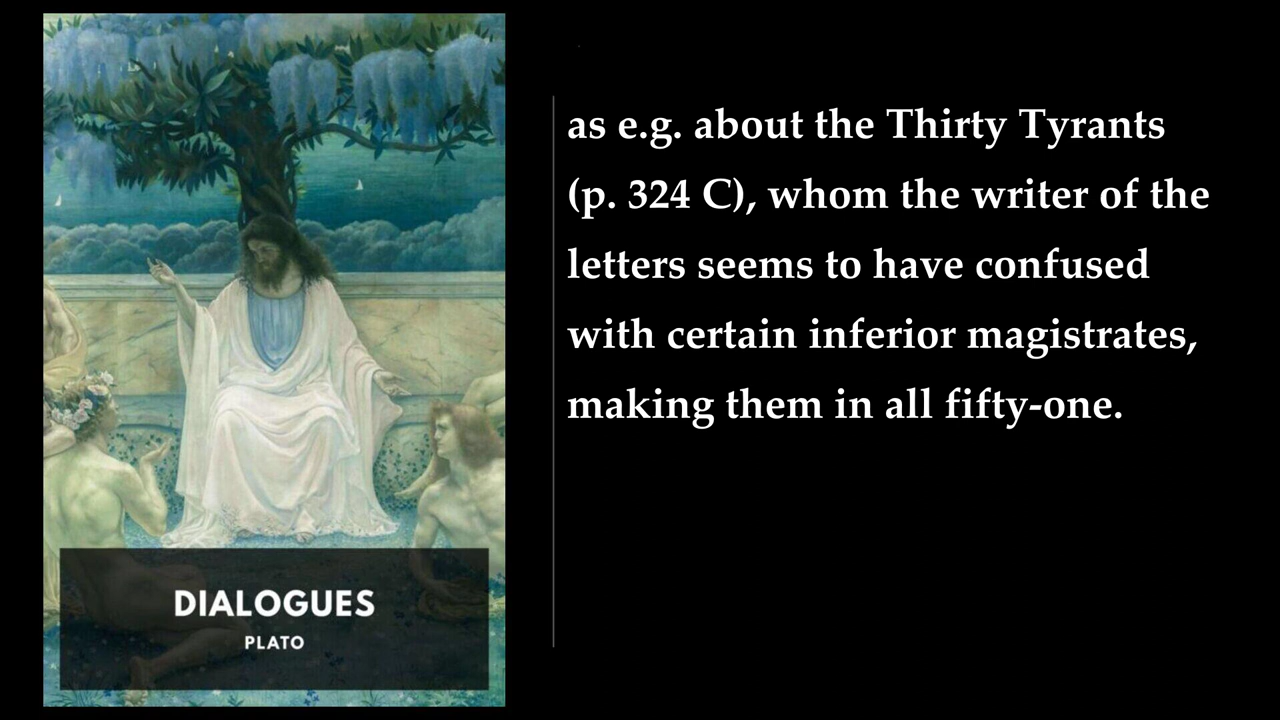 DIALOGUES
PLATO
as e.g. about the Thirty Tyrants
(p. 324 C), whom the writer of the
letters seems to have confused
with certain inferior magistrates,
making them in all fifty-one.